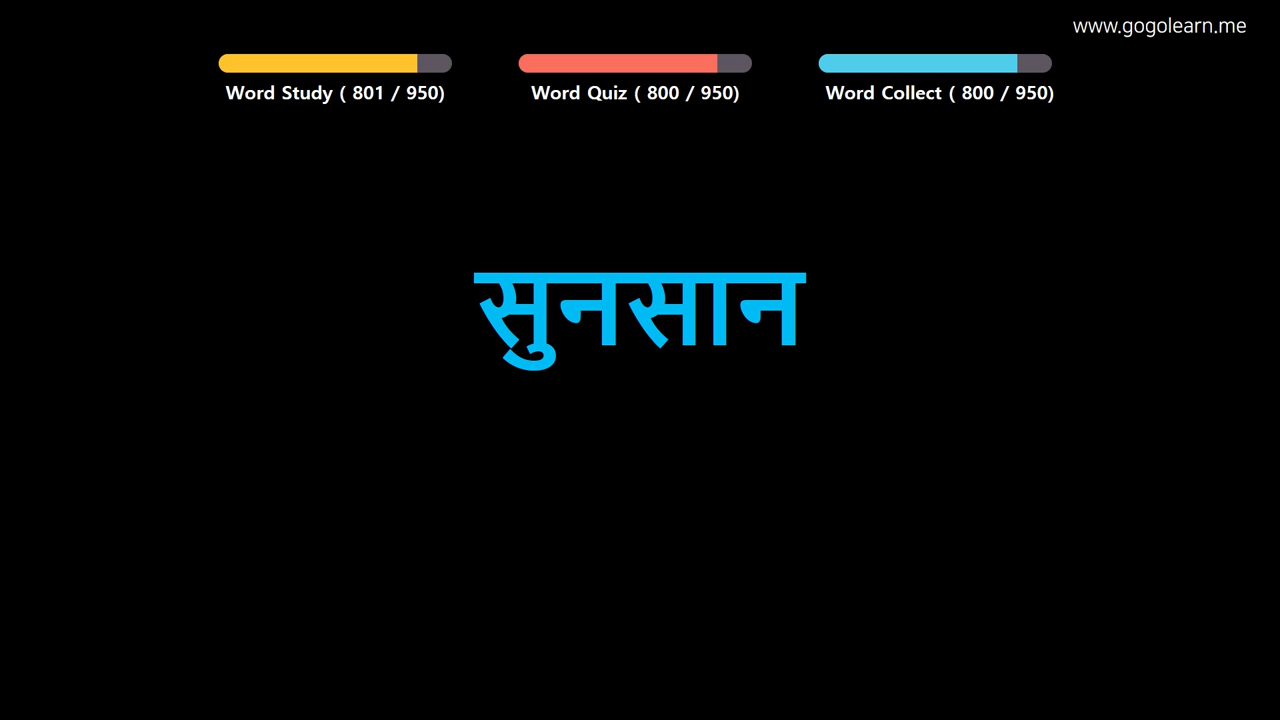 www.gogolearn.me
Word Study ( 801 / 950)
Word Quiz ( 800 / 950)
Word Collect ( 800 / 950)
सुनसान